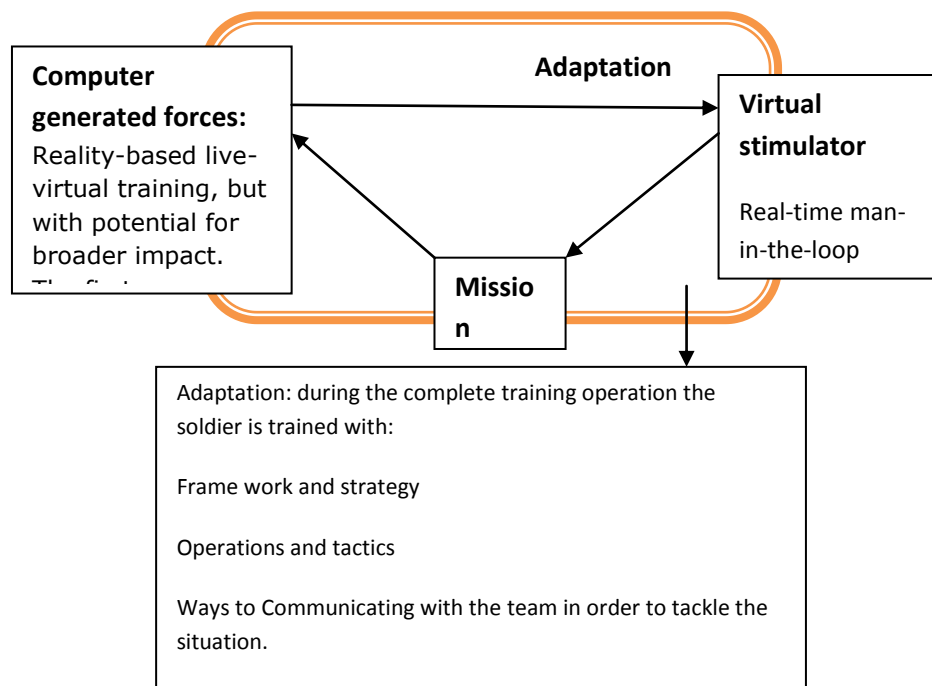 Computer
generated forces:
Reality-based live-
virtual training, but
with potential for
broader impact.
The first
Adaptation
Virtual
stimulator
Real-time man-
in-the-loop
Missio
n
Adaptation: during the complete training operation the
soldier is trained with:
Frame work and strategy
Operations and tactics
Ways to Communicating with the team in order to tackle the
situation.